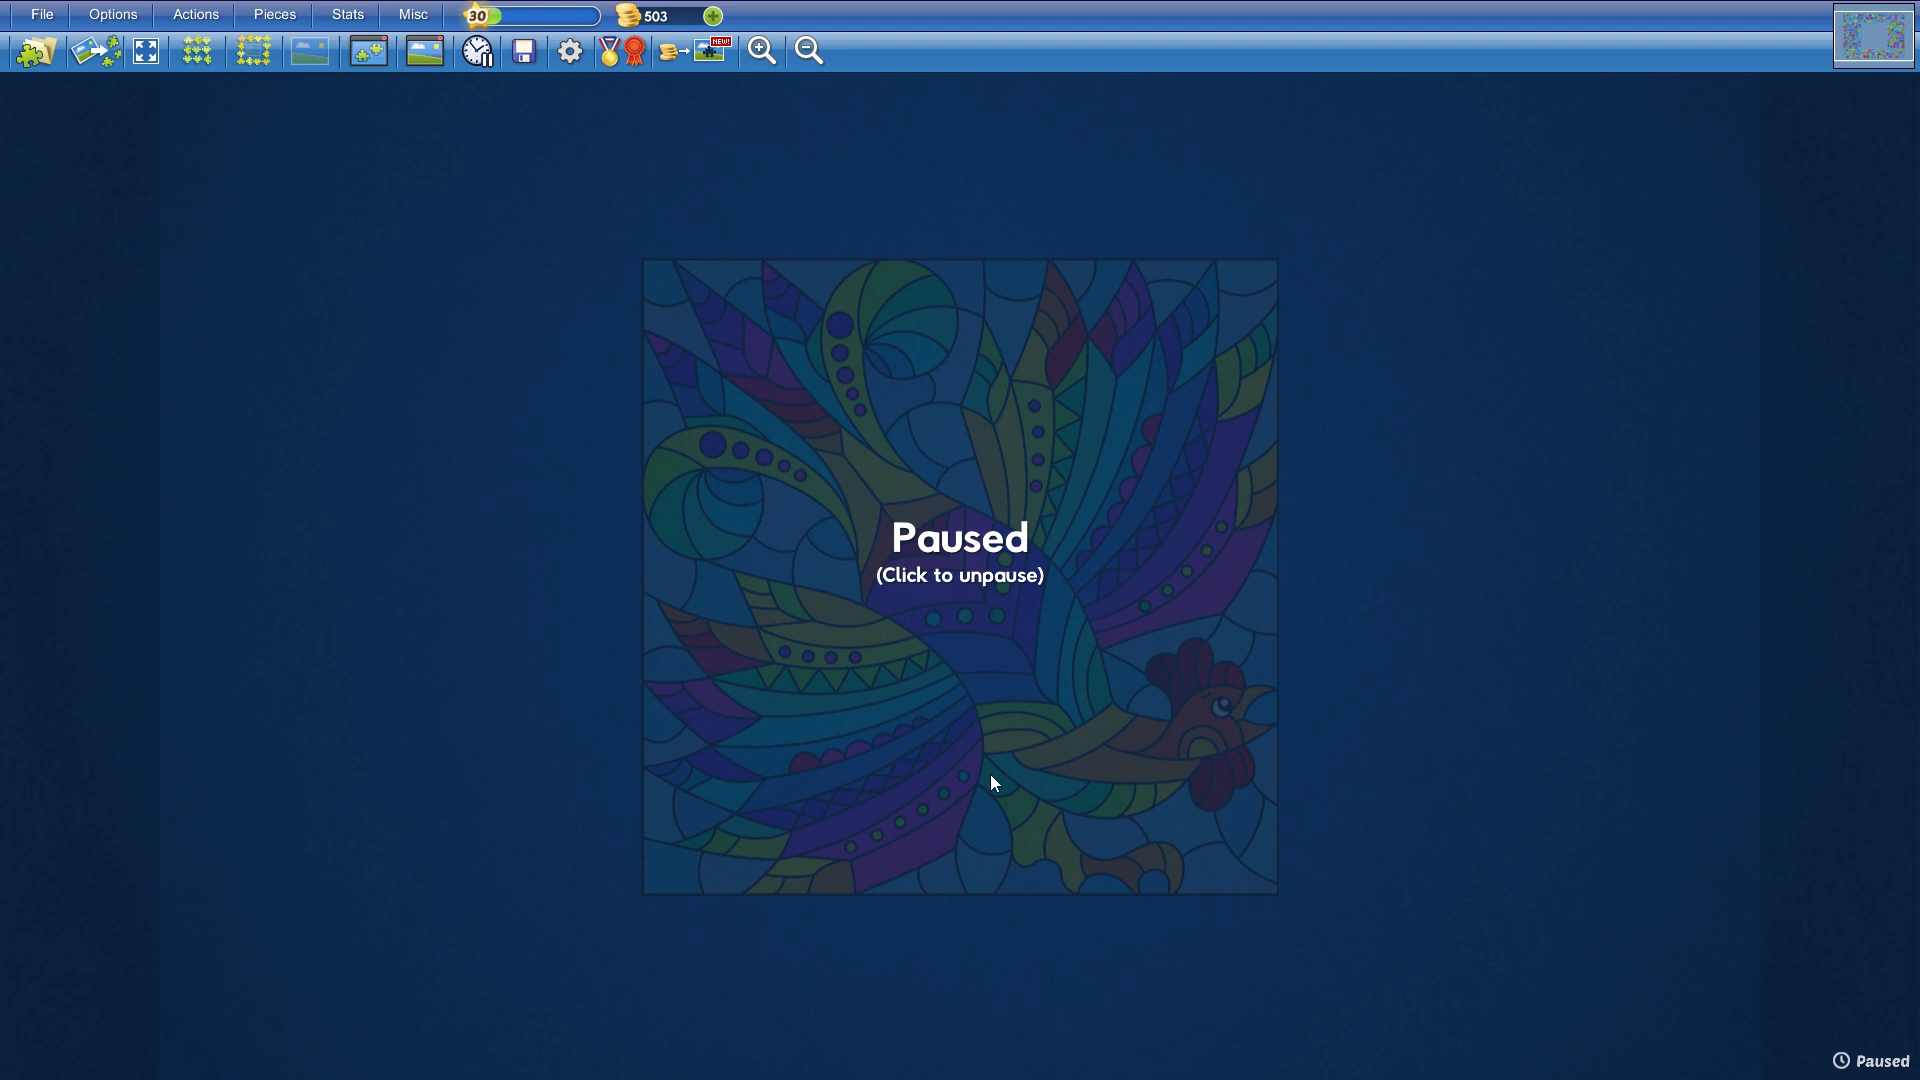 File Options Actions Pieces Stats Misc 30 503
NEW!
Paused
(Click to unpause)
Paused